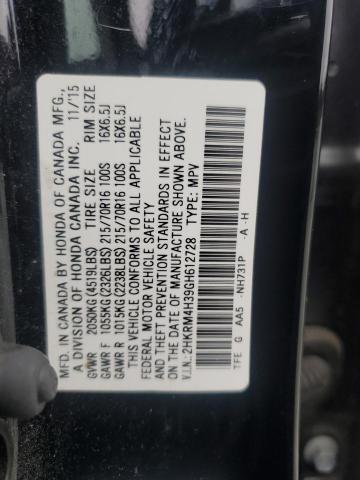 MFD. IN CANADA BY HONDA OF CANADA MFG.,
A DIVISION OF HONDA CANADA INC. 11/15
GVWR 2050KG (4519LBS) TIRE SIZE RIM SIZE
GAWR F 1055KG (2326LBS) 215/70R16 100S 16X6.5J
GAWR R 1015KG (2238LBS) 215/70R16 100S 16X6.5J
THIS VEHICLE CONFORMS TO ALL APPLICABLE
FEDERAL MOTOR VEHICLE SAFETY
AND THEFT PREVENTION STANDARDS IN EFFECT
ON THE DATE OF MANUFACTURE SHOWN ABOVE.
V.I.N.: 2HKRM4H39GH612728 TYPE: MPV
TFE G AA5 -NH731P -A -H